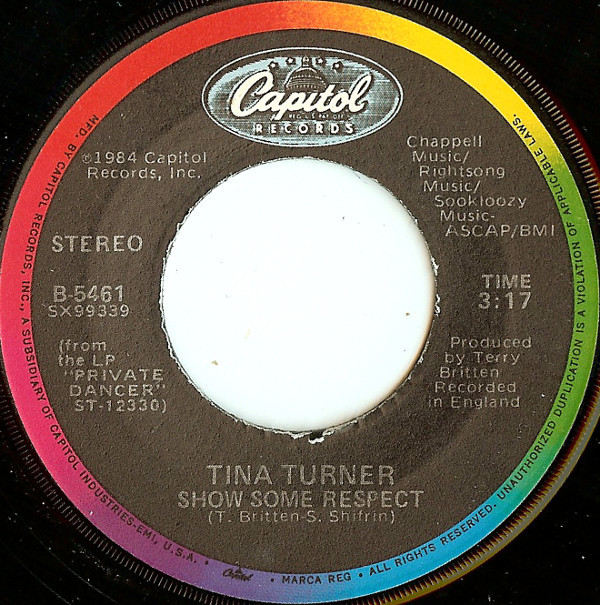 Capitol
RECORDS
℗1984 Capitol
Records, Inc.
Chappell
Music/
Rightsong
Music/
Sookloozy
Music-
ASCAP/BMI
STEREO
B-5461
SX99339
TIME
3:17
(from
the LP
"PRIVATE
DANCER"
ST-12330)
Produced
by Terry
Britten
Recorded
in England
TINA TURNER
SHOW SOME RESPECT
(T. Britten-S. Shifrin)
MFD. BY CAPITOL RECORDS, INC., A SUBSIDIARY OF CAPITOL INDUSTRIES-EMI, U.S.A. • Capitol • MARCA REG • ALL RIGHTS RESERVED. UNAUTHORIZED DUPLICATION IS A VIOLATION OF APPLICABLE LAWS.